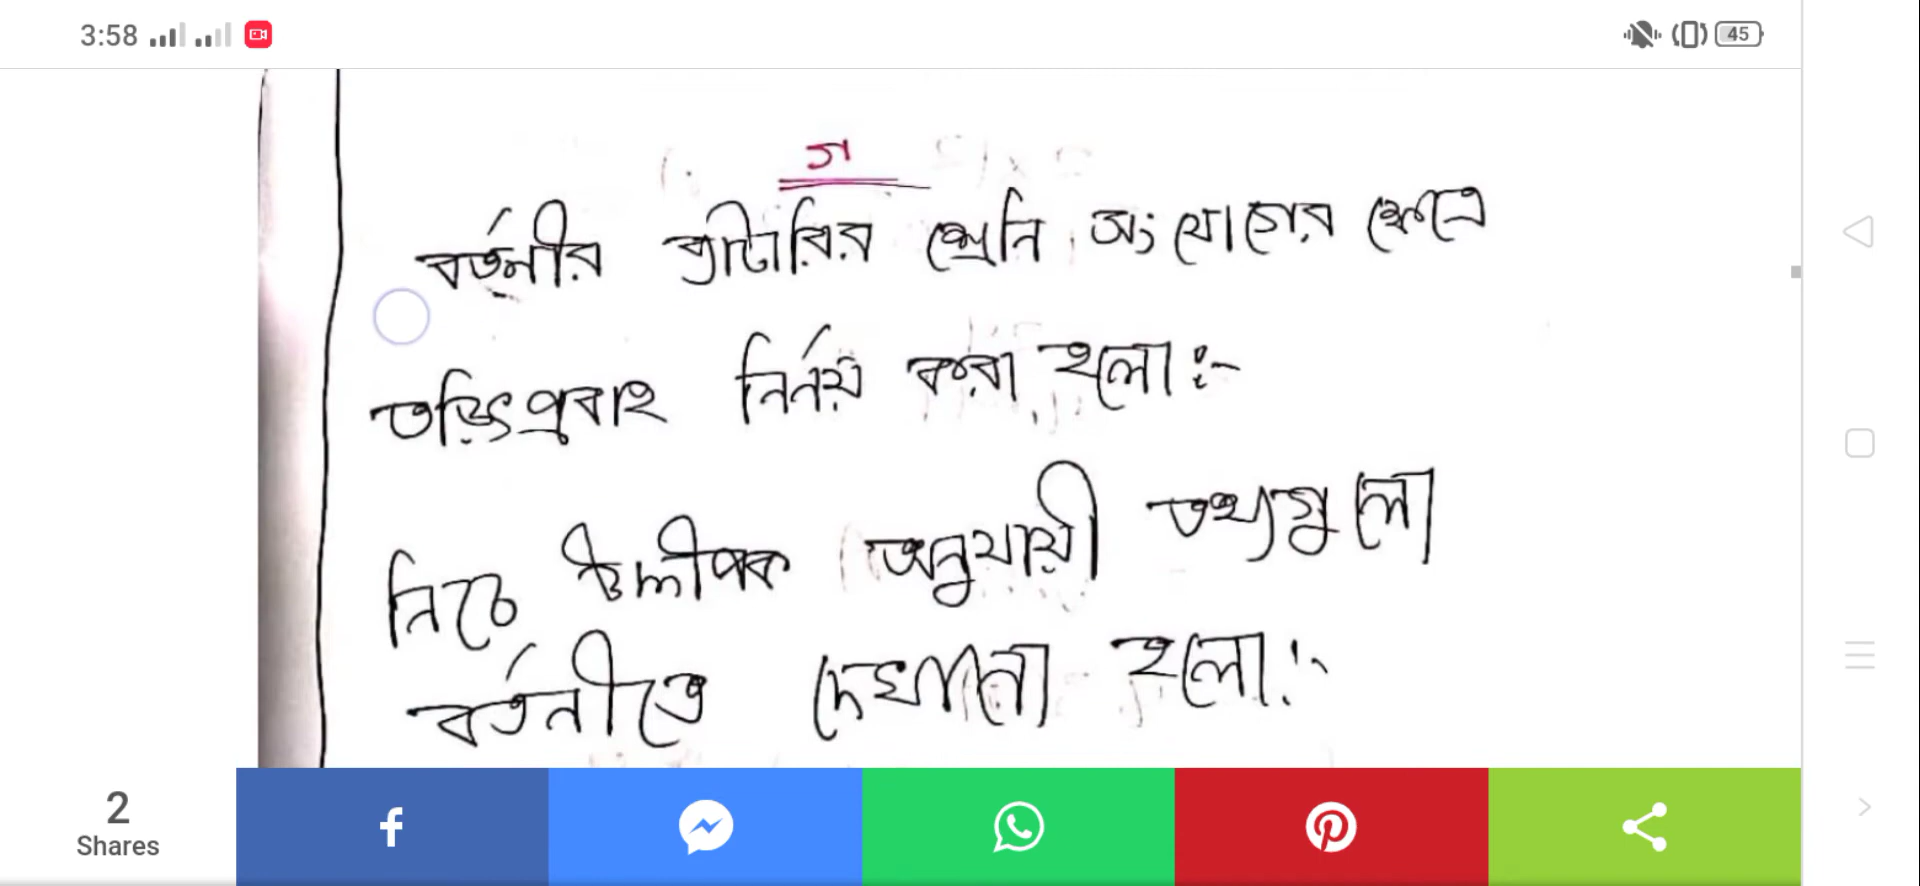 3:58
45
গ
বর্তনীর ব্যাটারির শ্রেনি সংযোগের ক্ষেত্রে
তড়িৎপ্রবাহ নির্নয় করা হলো:-
নিচে উদ্দীপক অনুযায়ী তথ্যগুলো
বর্তনীতে দেখানো হলো:-
2
Shares